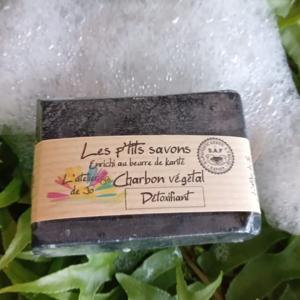 Les p'tits savons
Enrichi au beurre de karité
L'atelier
de Jo
Charbon végétal
Détoxifiant
S.A.F